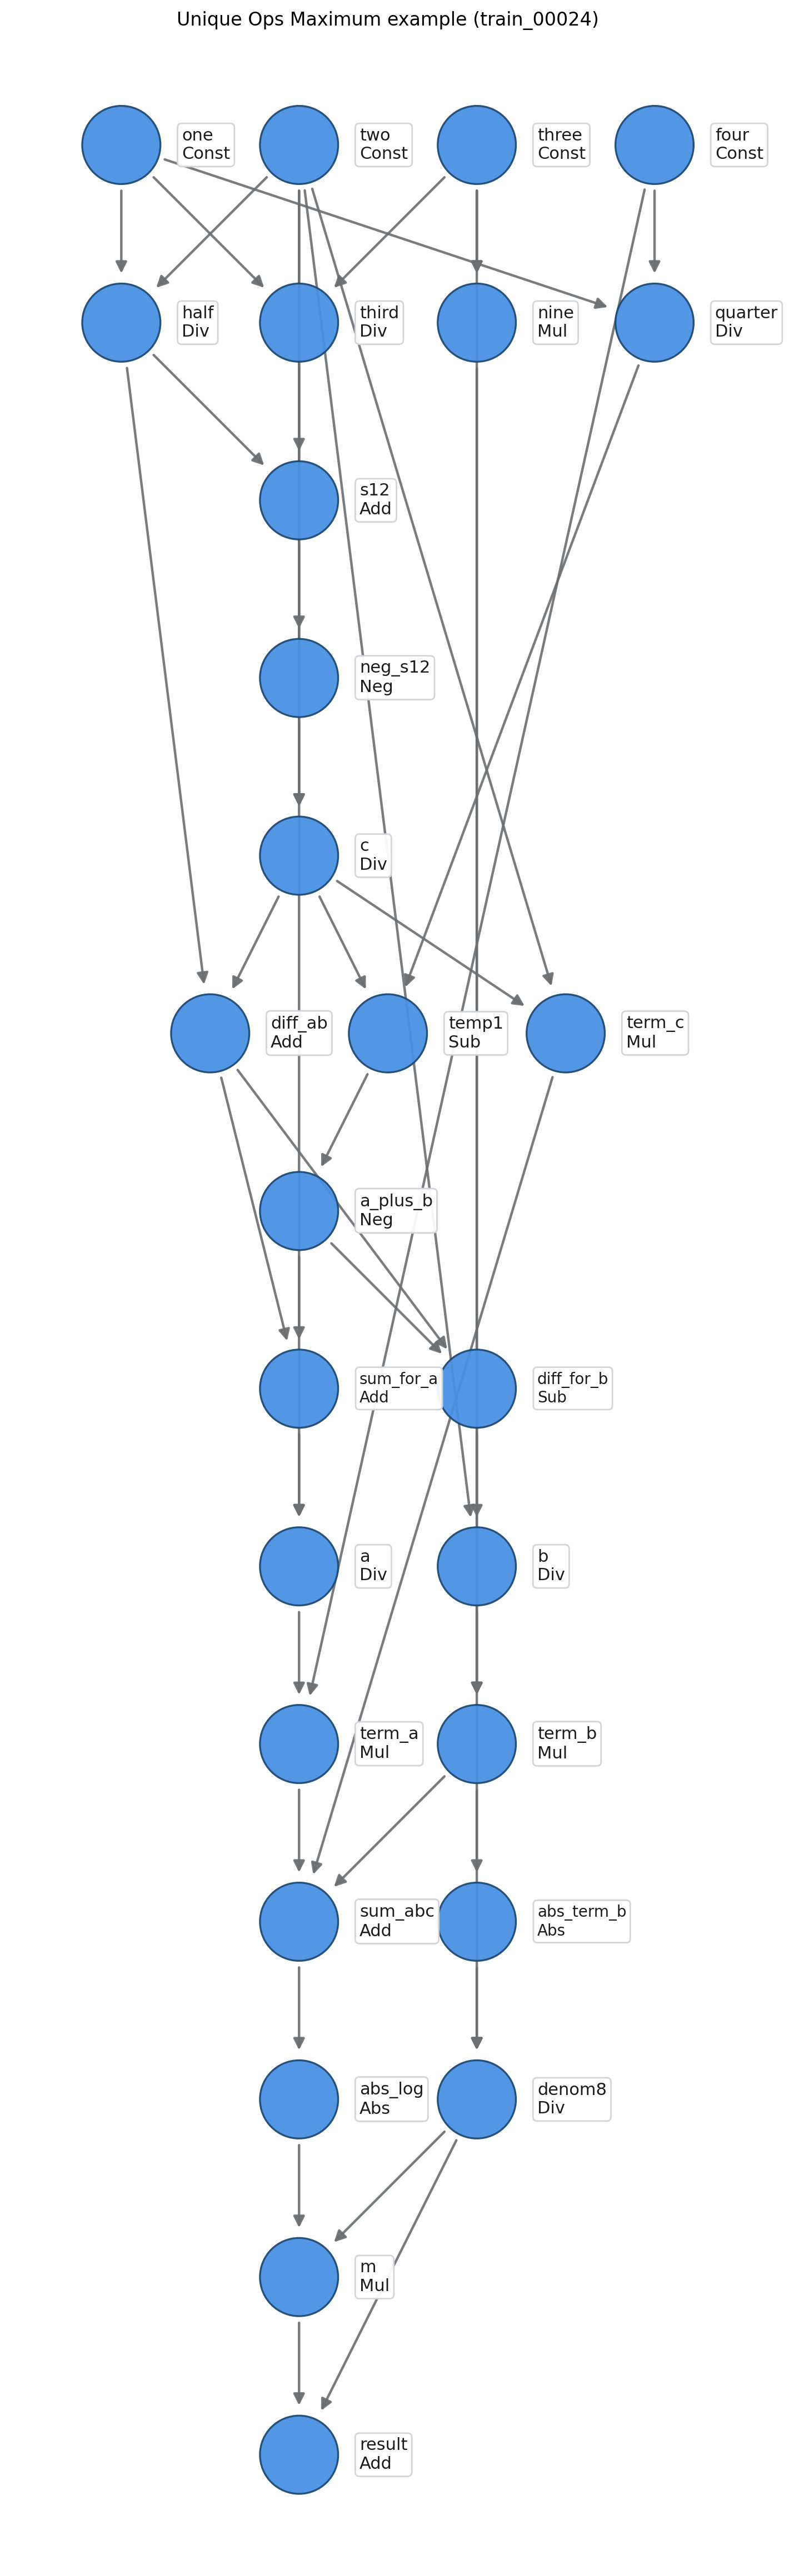 Unique Ops Maximum example (train_00024)
one
Const
two
Const
three
Const
four
Const
half
Div
third
Div
nine
Mul
quarter
Div
s12
Add
neg_s12
Neg
c
Div
diff_ab
Add
temp1
Sub
term_c
Mul
a_plus_b
Neg
sum_for_a
Add
diff_for_b
Sub
a
Div
b
Div
term_a
Mul
term_b
Mul
sum_abc
Add
abs_term_b
Abs
abs_log
Abs
denom8
Div
m
Mul
result
Add